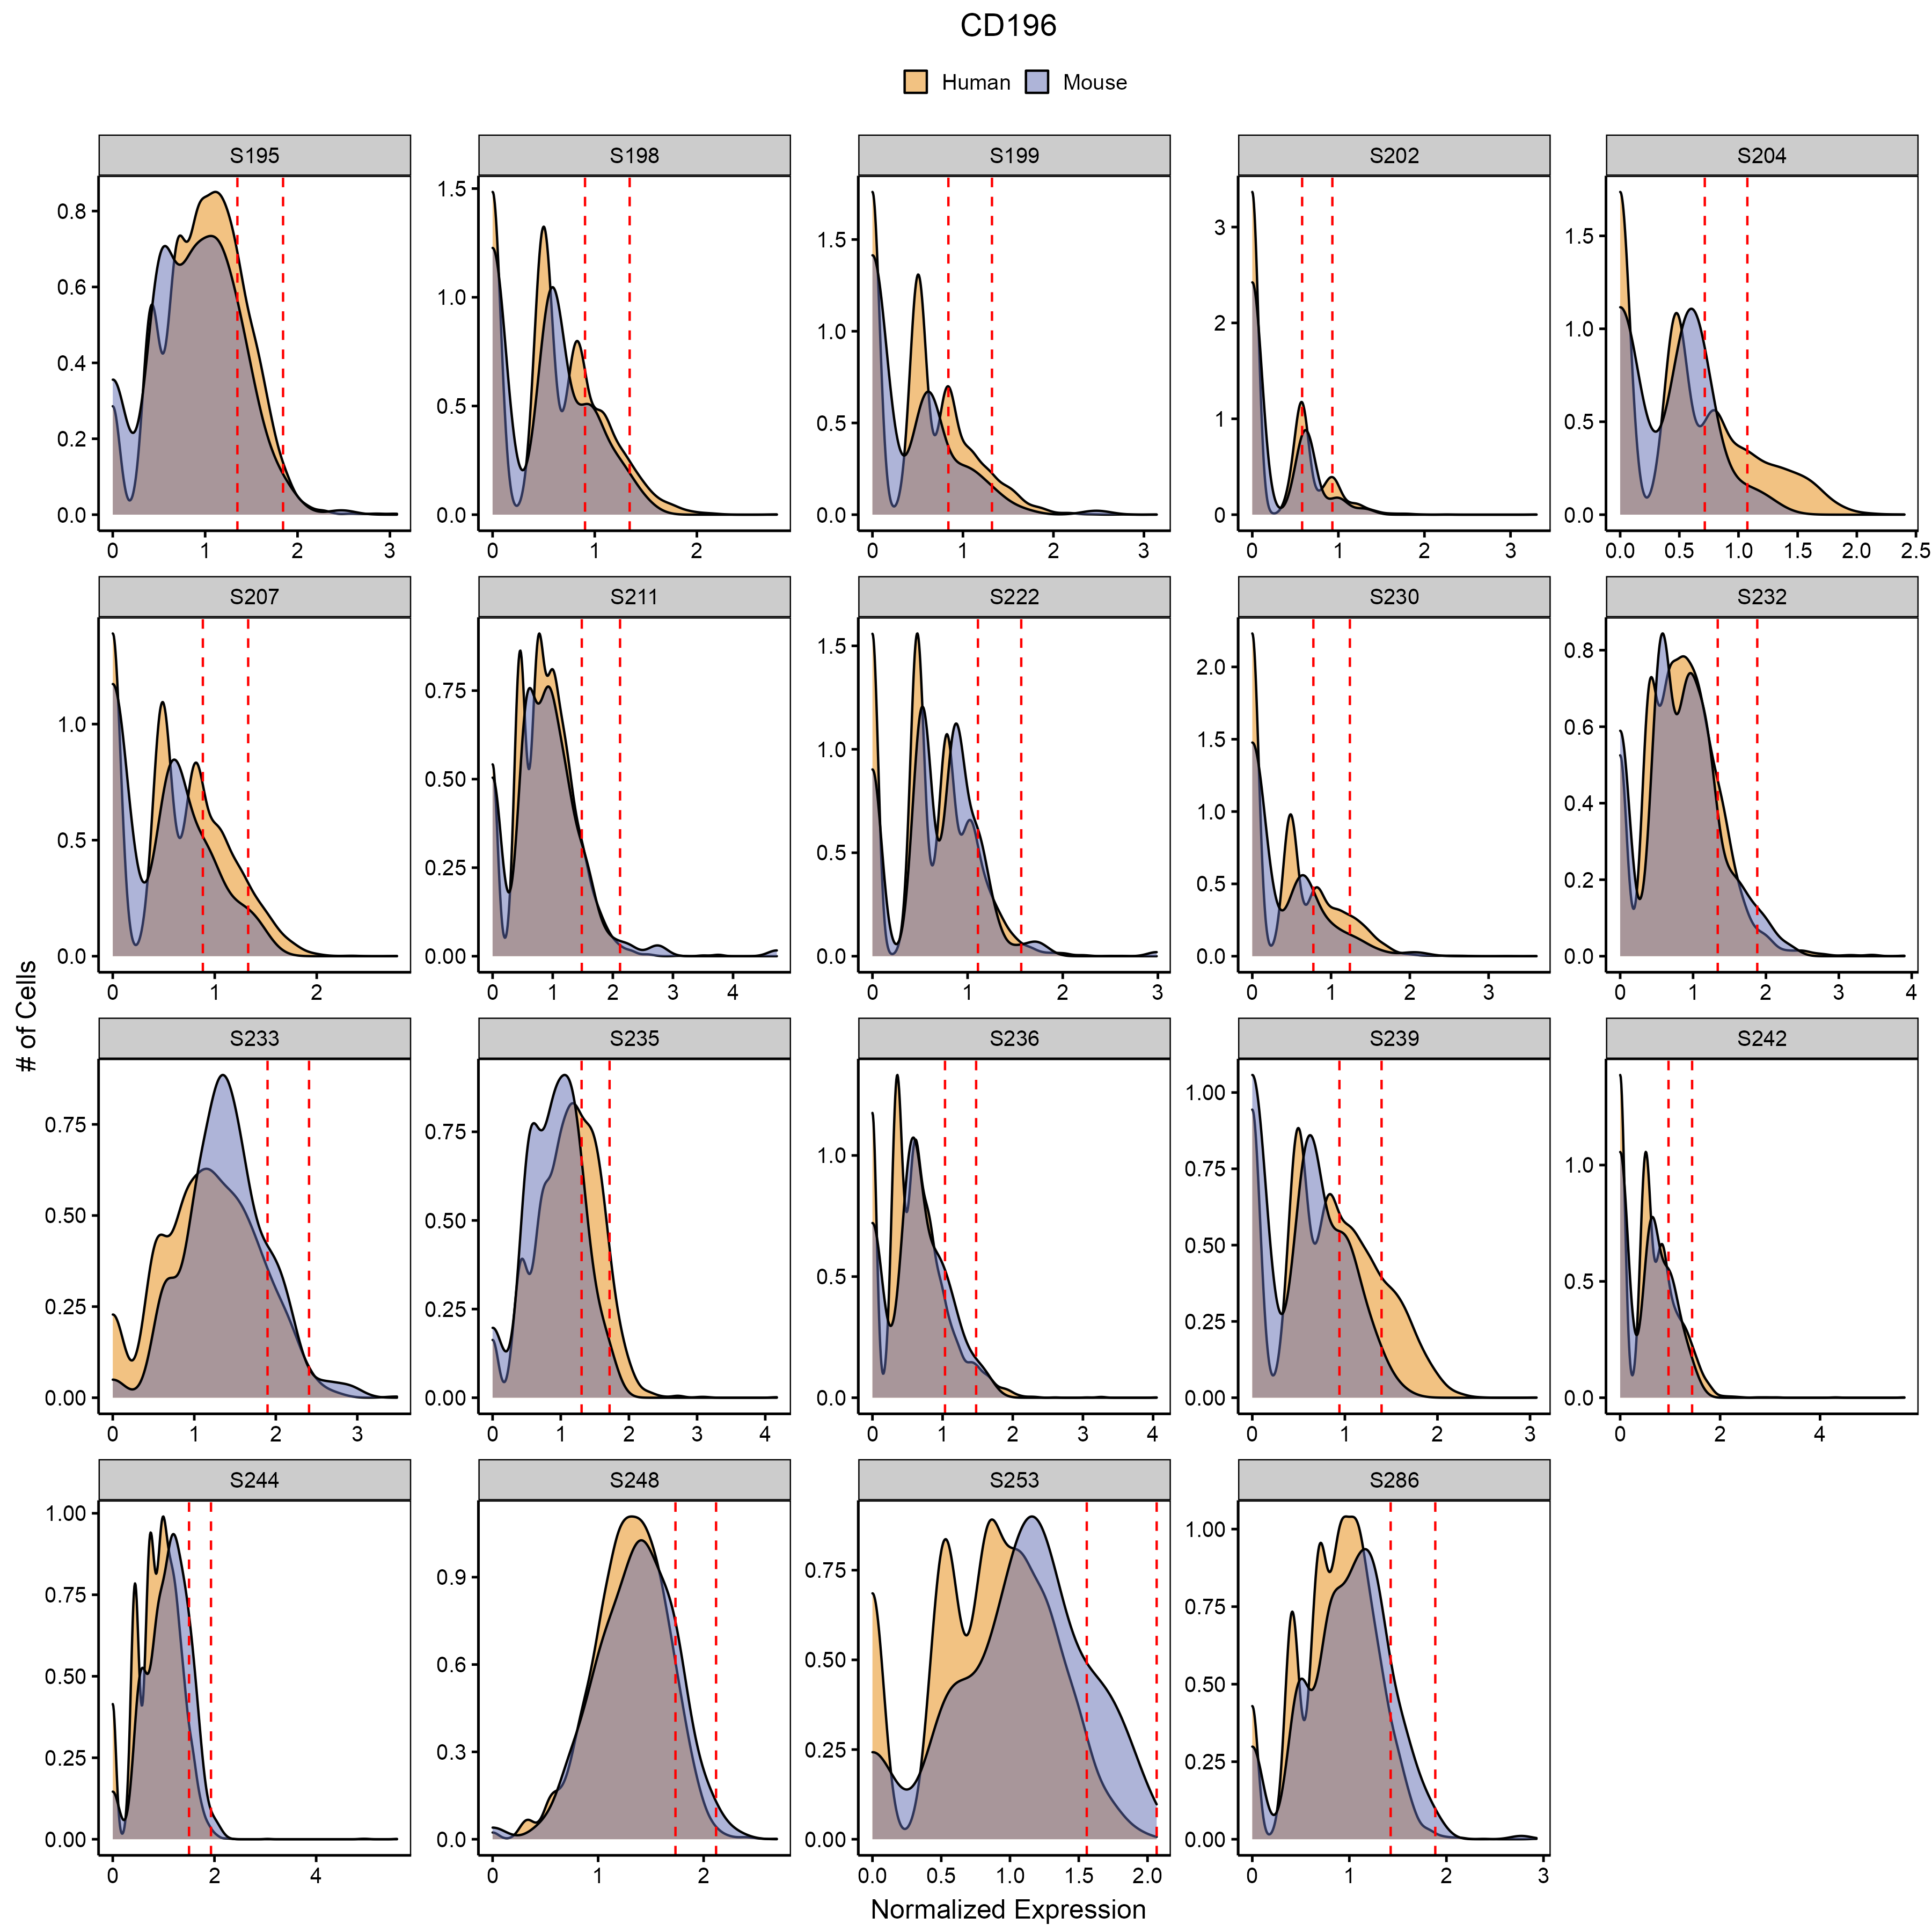 CD196
Human Mouse
S195 S198 S199 S202 S204
0.8 0.6 0.4 0.2 0.0
1.5 1.0 0.5 0.0
1.5 1.0 0.5 0.0
3 2 1 0
1.5 1.0 0.5 0.0
0 1 2 3
0 1 2
0 1 2 3
0 1 2 3
0.0 0.5 1.0 1.5 2.0 2.5
S207 S211 S222 S230 S232
1.0 0.5 0.0
0.75 0.50 0.25 0.00
1.5 1.0 0.5 0.0
2.0 1.5 1.0 0.5 0.0
0.8 0.6 0.4 0.2 0.0
0 1 2
0 1 2 3 4
0 1 2 3
0 1 2 3
0 1 2 3 4
# of Cells
S233 S235 S236 S239 S242
0.75 0.50 0.25 0.00
0.75 0.50 0.25 0.00
1.0 0.5 0.0
1.00 0.75 0.50 0.25 0.00
1.0 0.5 0.0
0 1 2 3
0 1 2 3 4
0 1 2 3 4
0 1 2 3
0 2 4
S244 S248 S253 S286
1.00 0.75 0.50 0.25 0.00
0.9 0.6 0.3 0.0
0.75 0.50 0.25 0.00
1.00 0.75 0.50 0.25 0.00
0 2 4
0 1 2
0.0 0.5 1.0 1.5 2.0
0 1 2 3
Normalized Expression